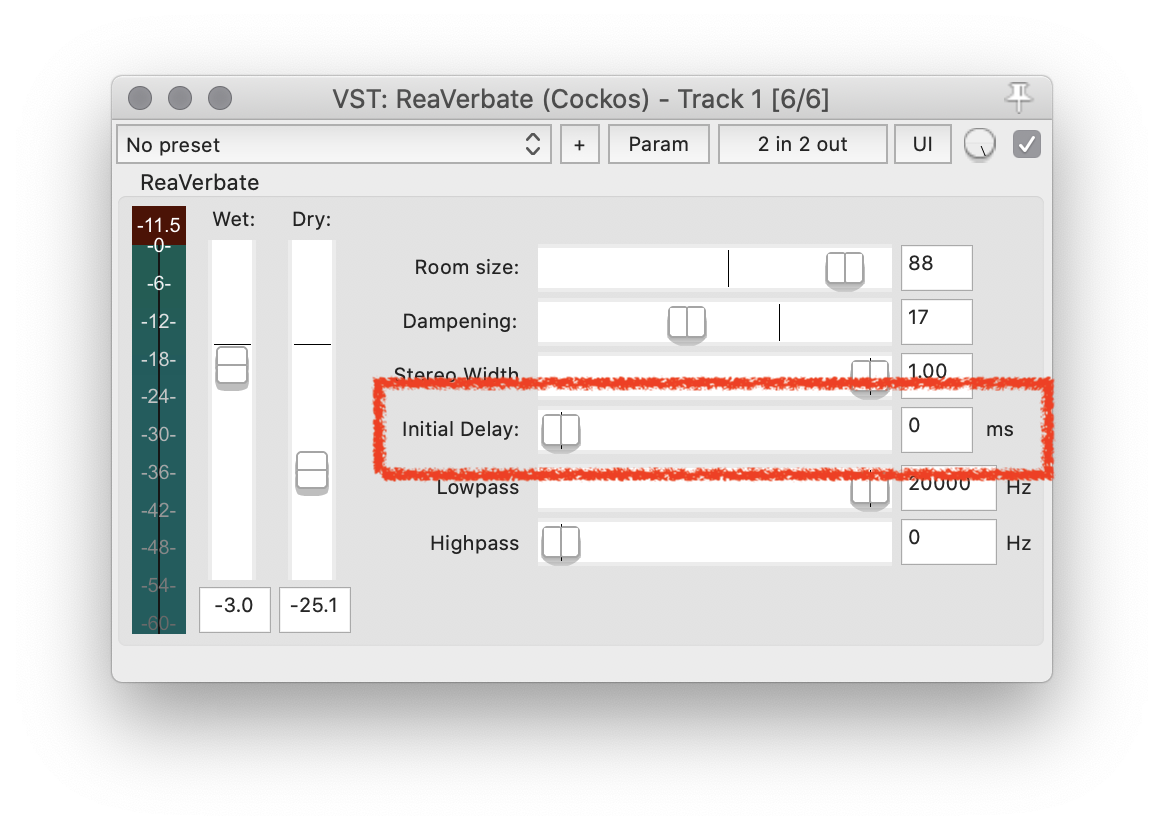 VST: ReaVerbate (Cockos) - Track 1 [6/6]
No preset + Param 2 in 2 out UI
ReaVerbate
-11.5 Wet: Dry:
-0-
-6-
-12-
-18-
-24-
-30-
-36-
-42-
-48-
-54-
-60-
-3.0 -25.1
Room size: 88
Dampening: 17
Stereo Width 1.00
Initial Delay: 0 ms
Lowpass 20000 Hz
Highpass 0 Hz